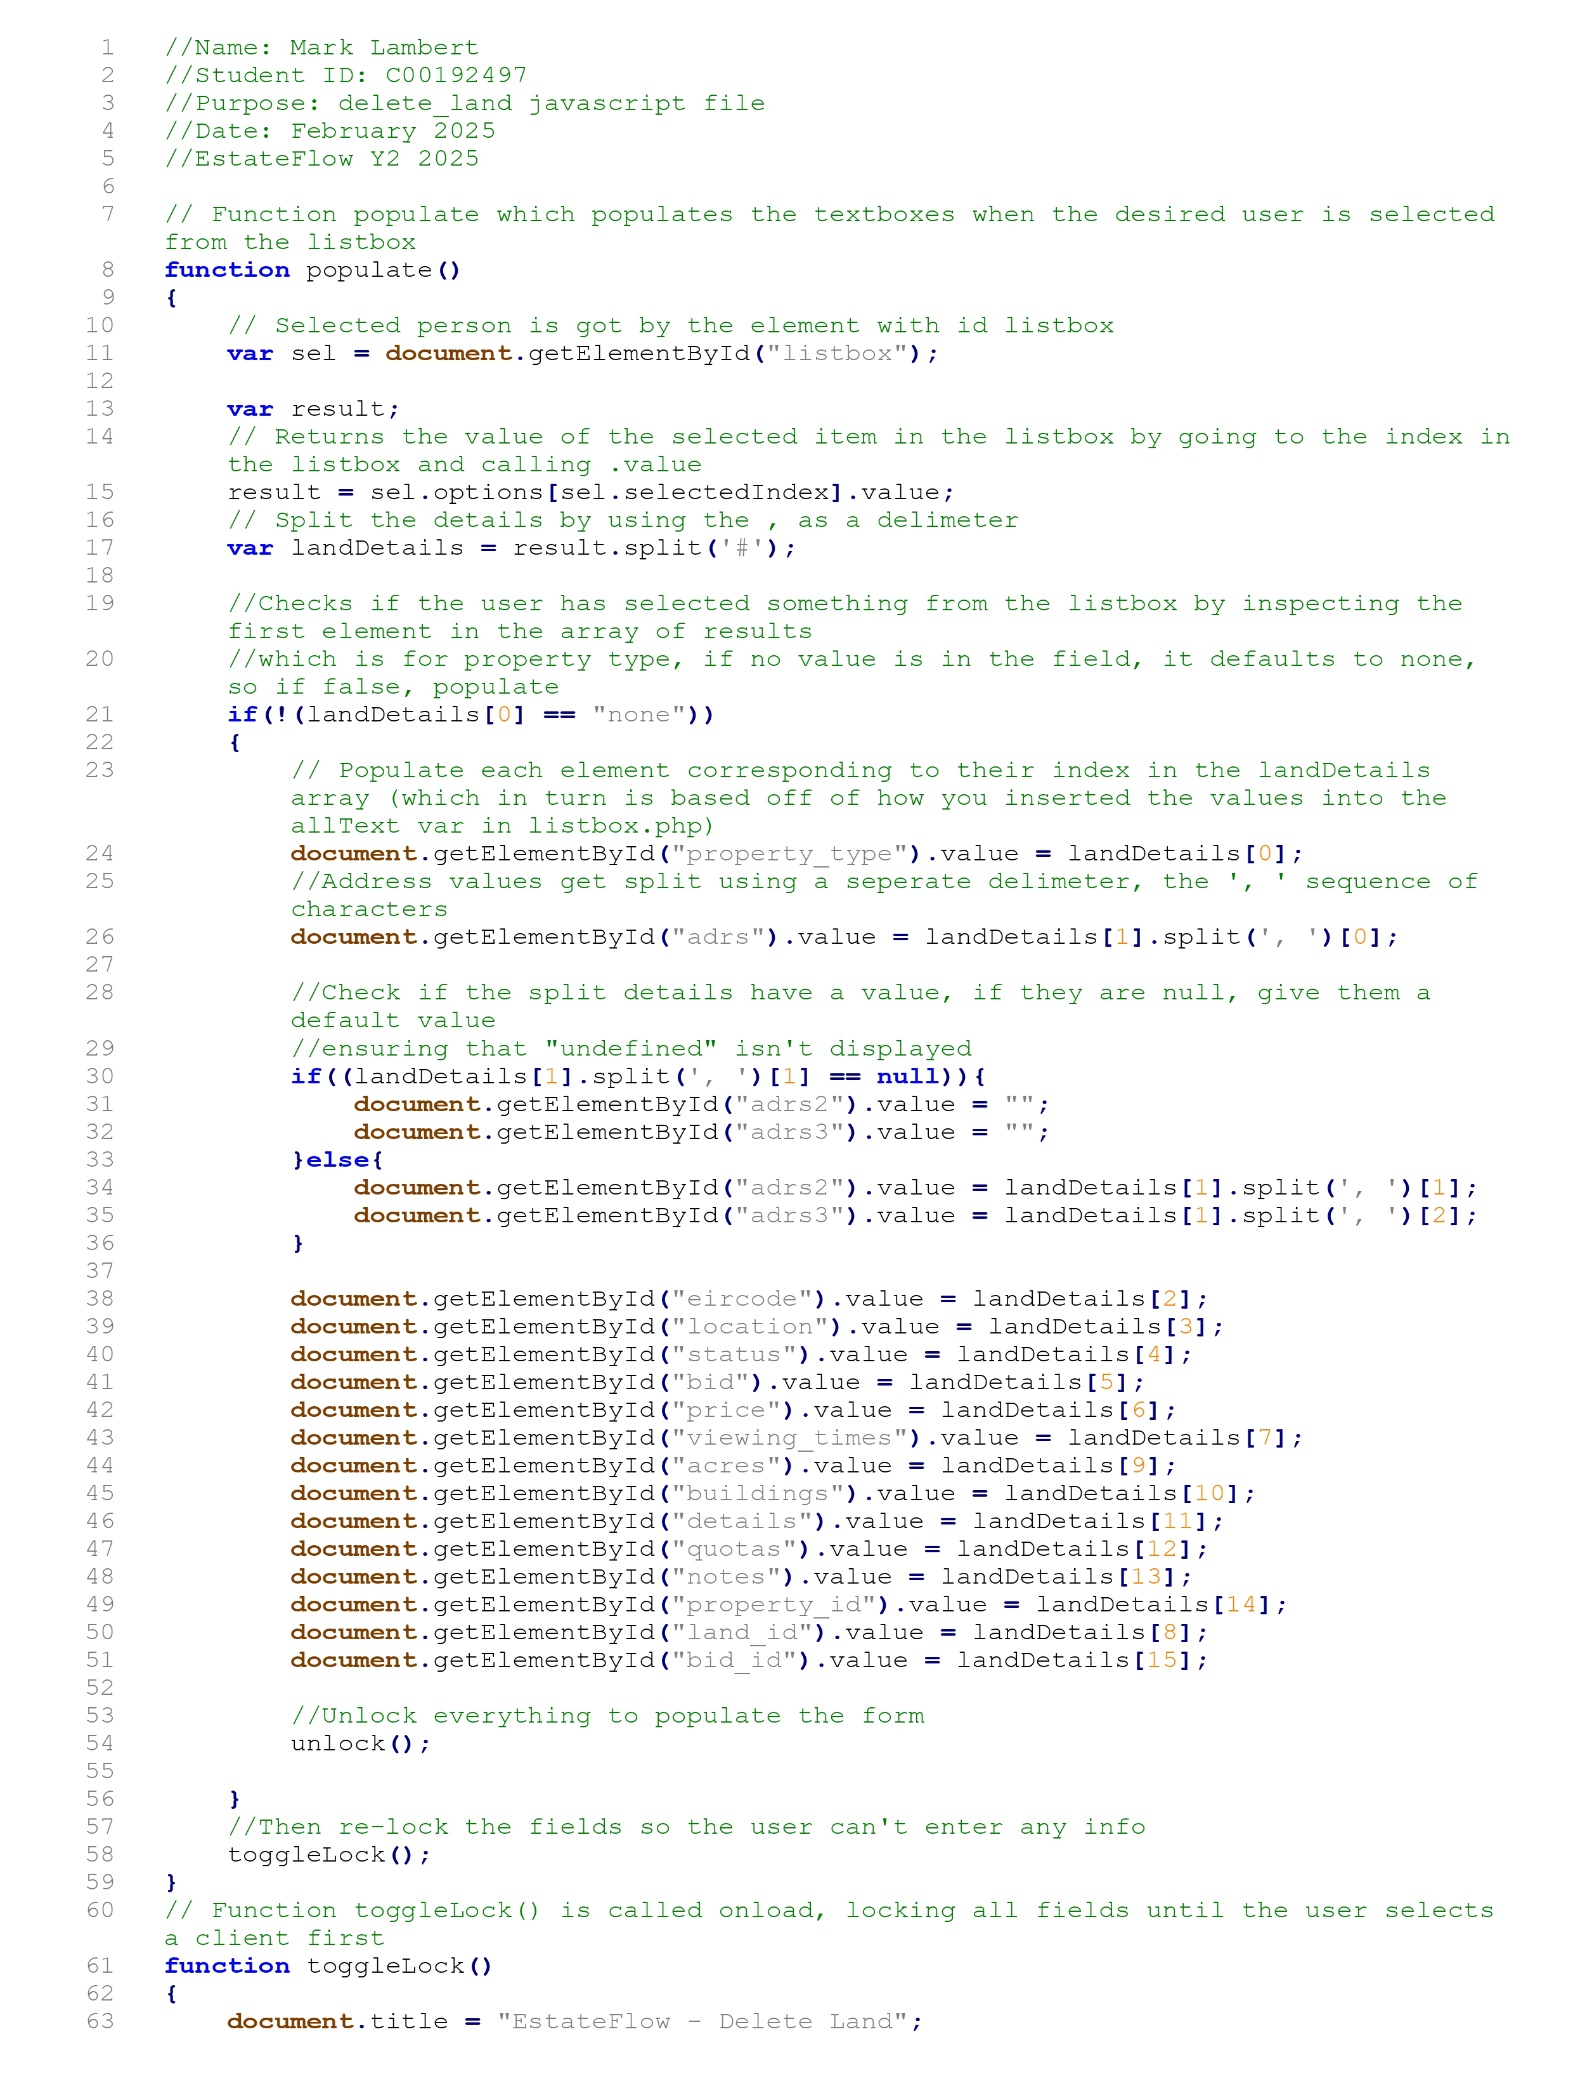 1 //Name: Mark Lambert
2 //Student ID: C00192497
3 //Purpose: delete_land javascript file
4 //Date: February 2025
5 //EstateFlow Y2 2025
6
7 // Function populate which populates the textboxes when the desired user is selected
from the listbox
8 function populate()
9 {
10 // Selected person is got by the element with id listbox
11 var sel = document.getElementById("listbox");
12
13 var result;
14 // Returns the value of the selected item in the listbox by going to the index in
the listbox and calling .value
15 result = sel.options[sel.selectedIndex].value;
16 // Split the details by using the , as a delimeter
17 var landDetails = result.split('#');
18
19 //Checks if the user has selected something from the listbox by inspecting the
first element in the array of results
20 //which is for property type, if no value is in the field, it defaults to none,
so if false, populate
21 if(!(landDetails[0] == "none"))
22 {
23 // Populate each element corresponding to their index in the landDetails
array (which in turn is based off of how you inserted the values into the
allText var in listbox.php)
24 document.getElementById("property_type").value = landDetails[0];
25 //Address values get split using a seperate delimeter, the ', ' sequence of
characters
26 document.getElementById("adrs").value = landDetails[1].split(', ')[0];
27
28 //Check if the split details have a value, if they are null, give them a
default value
29 //ensuring that "undefined" isn't displayed
30 if((landDetails[1].split(', ')[1] == null)){
31 document.getElementById("adrs2").value = "";
32 document.getElementById("adrs3").value = "";
33 }else{
34 document.getElementById("adrs2").value = landDetails[1].split(', ')[1];
35 document.getElementById("adrs3").value = landDetails[1].split(', ')[2];
36 }
37
38 document.getElementById("eircode").value = landDetails[2];
39 document.getElementById("location").value = landDetails[3];
40 document.getElementById("status").value = landDetails[4];
41 document.getElementById("bid").value = landDetails[5];
42 document.getElementById("price").value = landDetails[6];
43 document.getElementById("viewing_times").value = landDetails[7];
44 document.getElementById("acres").value = landDetails[9];
45 document.getElementById("buildings").value = landDetails[10];
46 document.getElementById("details").value = landDetails[11];
47 document.getElementById("quotas").value = landDetails[12];
48 document.getElementById("notes").value = landDetails[13];
49 document.getElementById("property_id").value = landDetails[14];
50 document.getElementById("land_id").value = landDetails[8];
51 document.getElementById("bid_id").value = landDetails[15];
52
53 //Unlock everything to populate the form
54 unlock();
55
56 }
57 //Then re-lock the fields so the user can't enter any info
58 toggleLock();
59 }
60 // Function toggleLock() is called onload, locking all fields until the user selects
a client first
61 function toggleLock()
62 {
63 document.title = "EstateFlow - Delete Land";